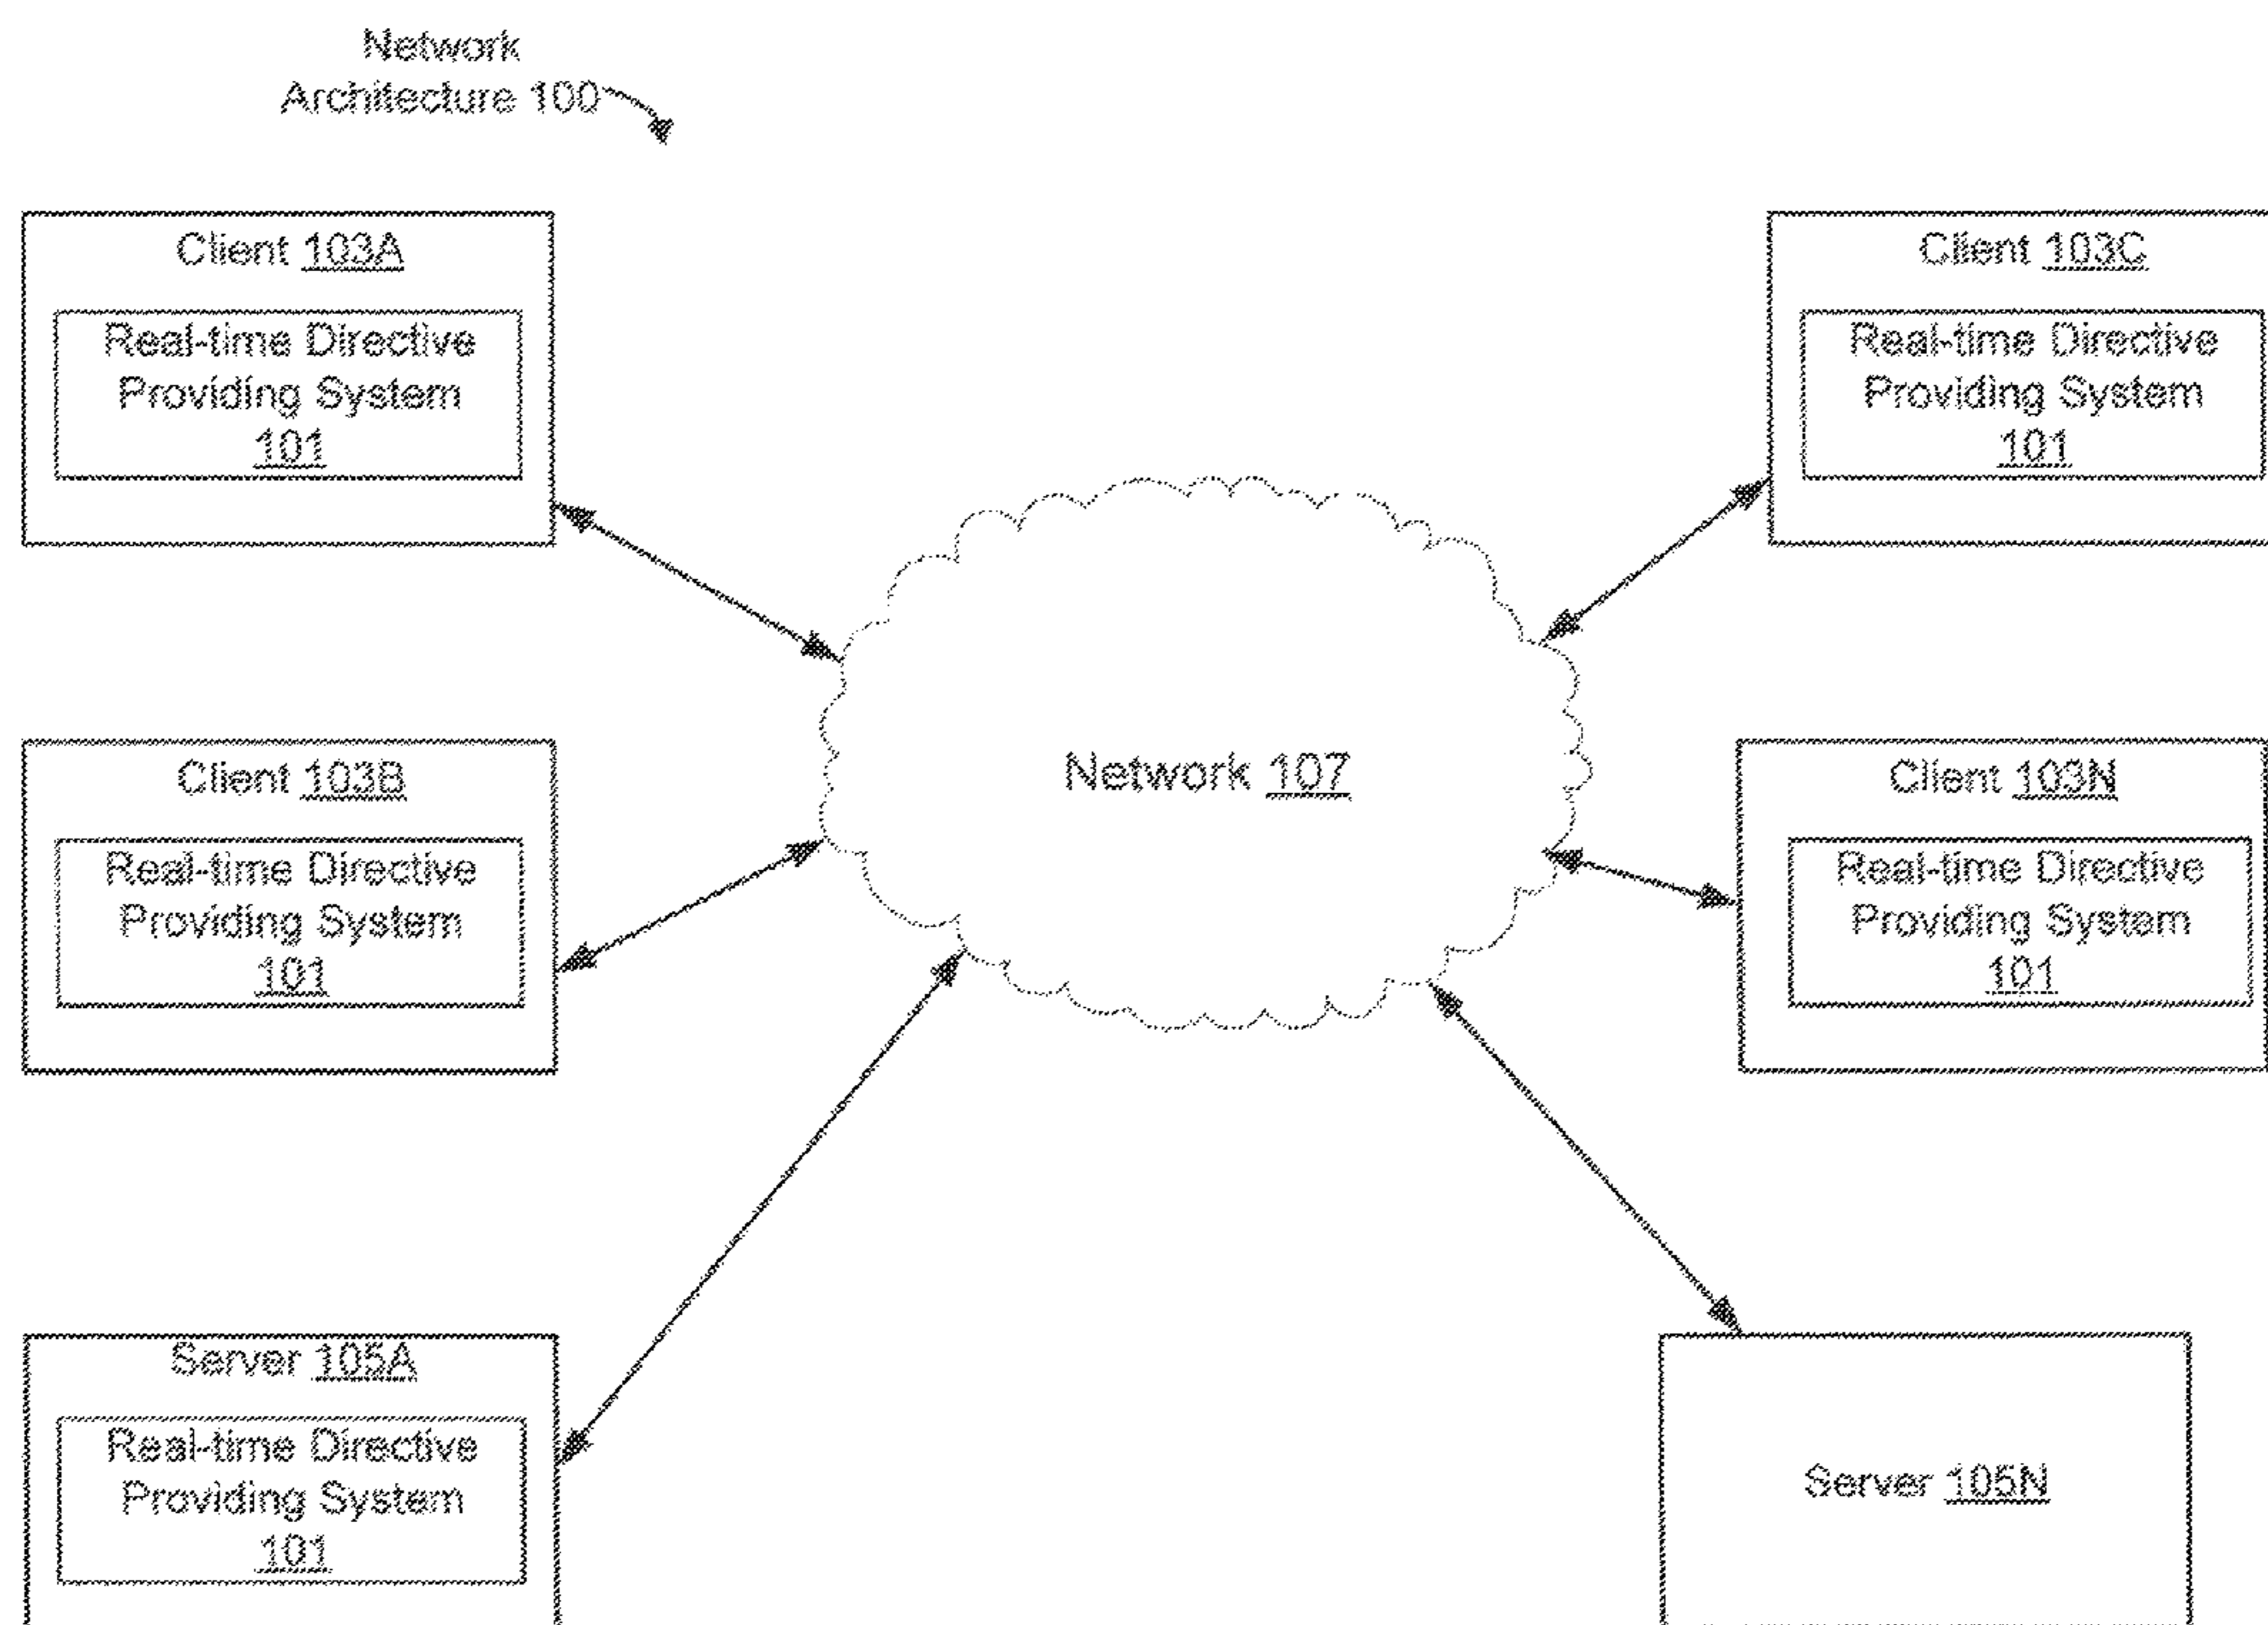 Network
Architecture 100
Client 103A
Real-time Directive
Providing System
101
Client 103C
Real-time Directive
Providing System
101
Network 107
Client 103B
Real-time Directive
Providing System
101
Client 103N
Real-time Directive
Providing System
101
Server 105A
Real-time Directive
Providing System
101
Server 105N